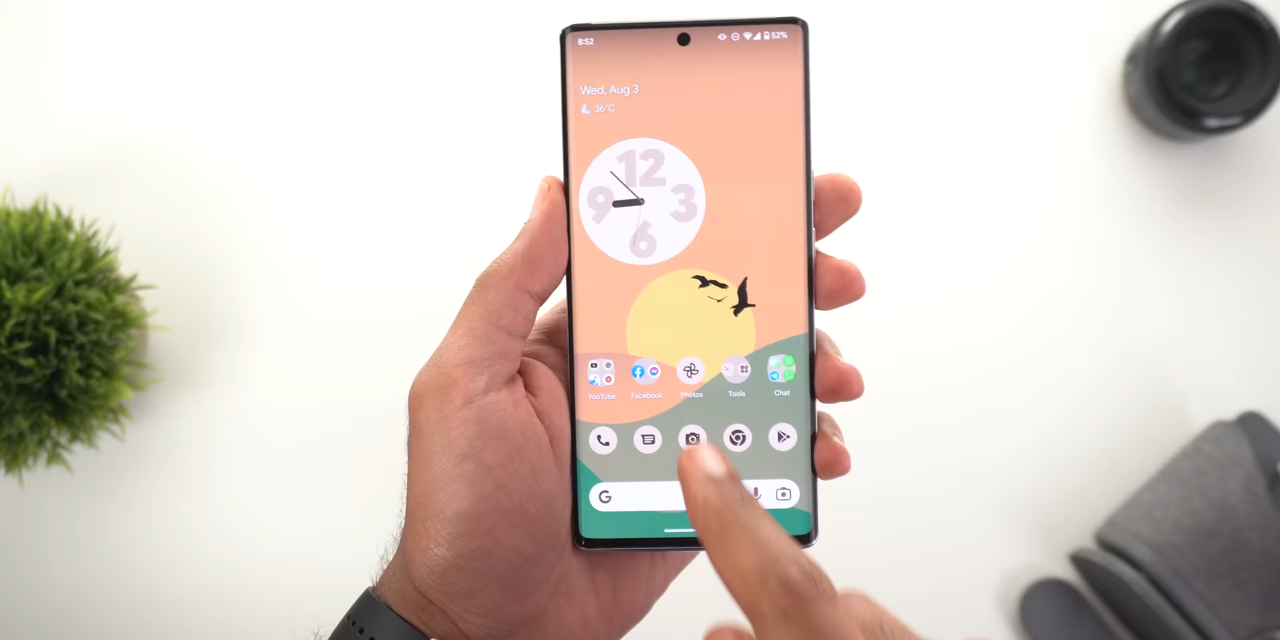 8:52
52%
Wed, Aug 3
36°C
12
9
3
6
YouTube
Facebook
Photos
Tools
Chat
G